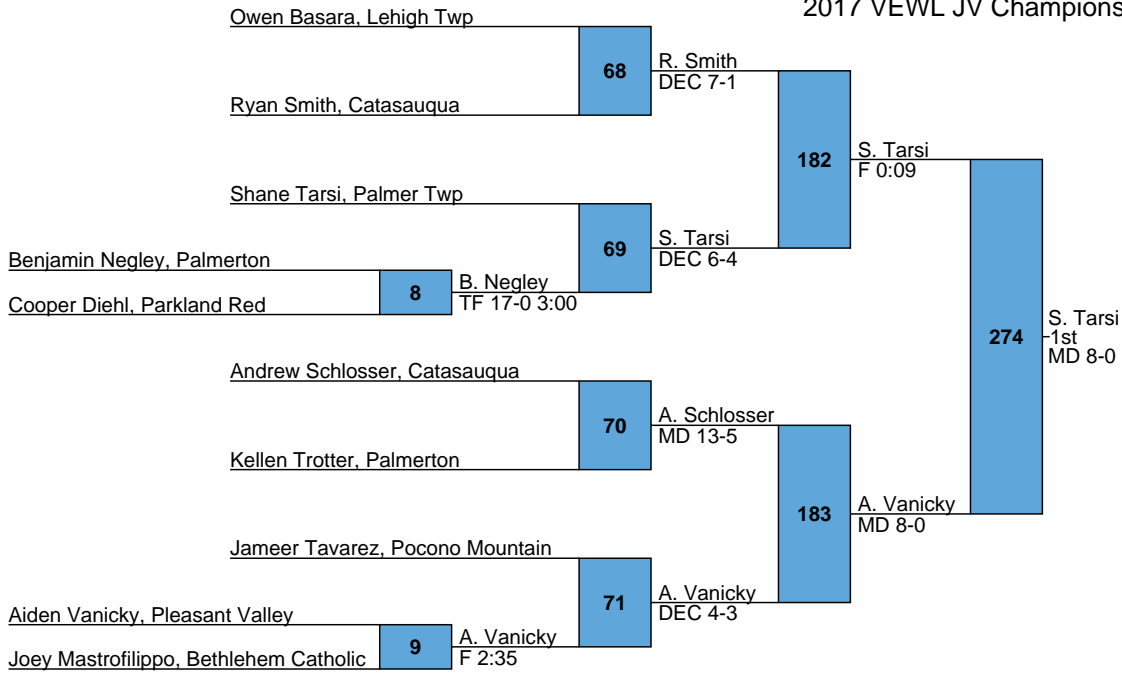 2017 VEWL JV Champions
Owen Basara, Lehigh Twp
68
R. Smith
DEC 7-1
Ryan Smith, Catasauqua
182
S. Tarsi
F 0:09
Shane Tarsi, Palmer Twp
69
S. Tarsi
DEC 6-4
Benjamin Negley, Palmerton
8
B. Negley
TF 17-0 3:00
Cooper Diehl, Parkland Red
274
S. Tarsi
1st
MD 8-0
Andrew Schlosser, Catasauqua
70
A. Schlosser
MD 13-5
Kellen Trotter, Palmerton
183
A. Vanicky
MD 8-0
Jameer Tavarez, Pocono Mountain
71
A. Vanicky
DEC 4-3
Aiden Vanicky, Pleasant Valley
9
A. Vanicky
F 2:35
Joey Mastrofilippo, Bethlehem Catholic